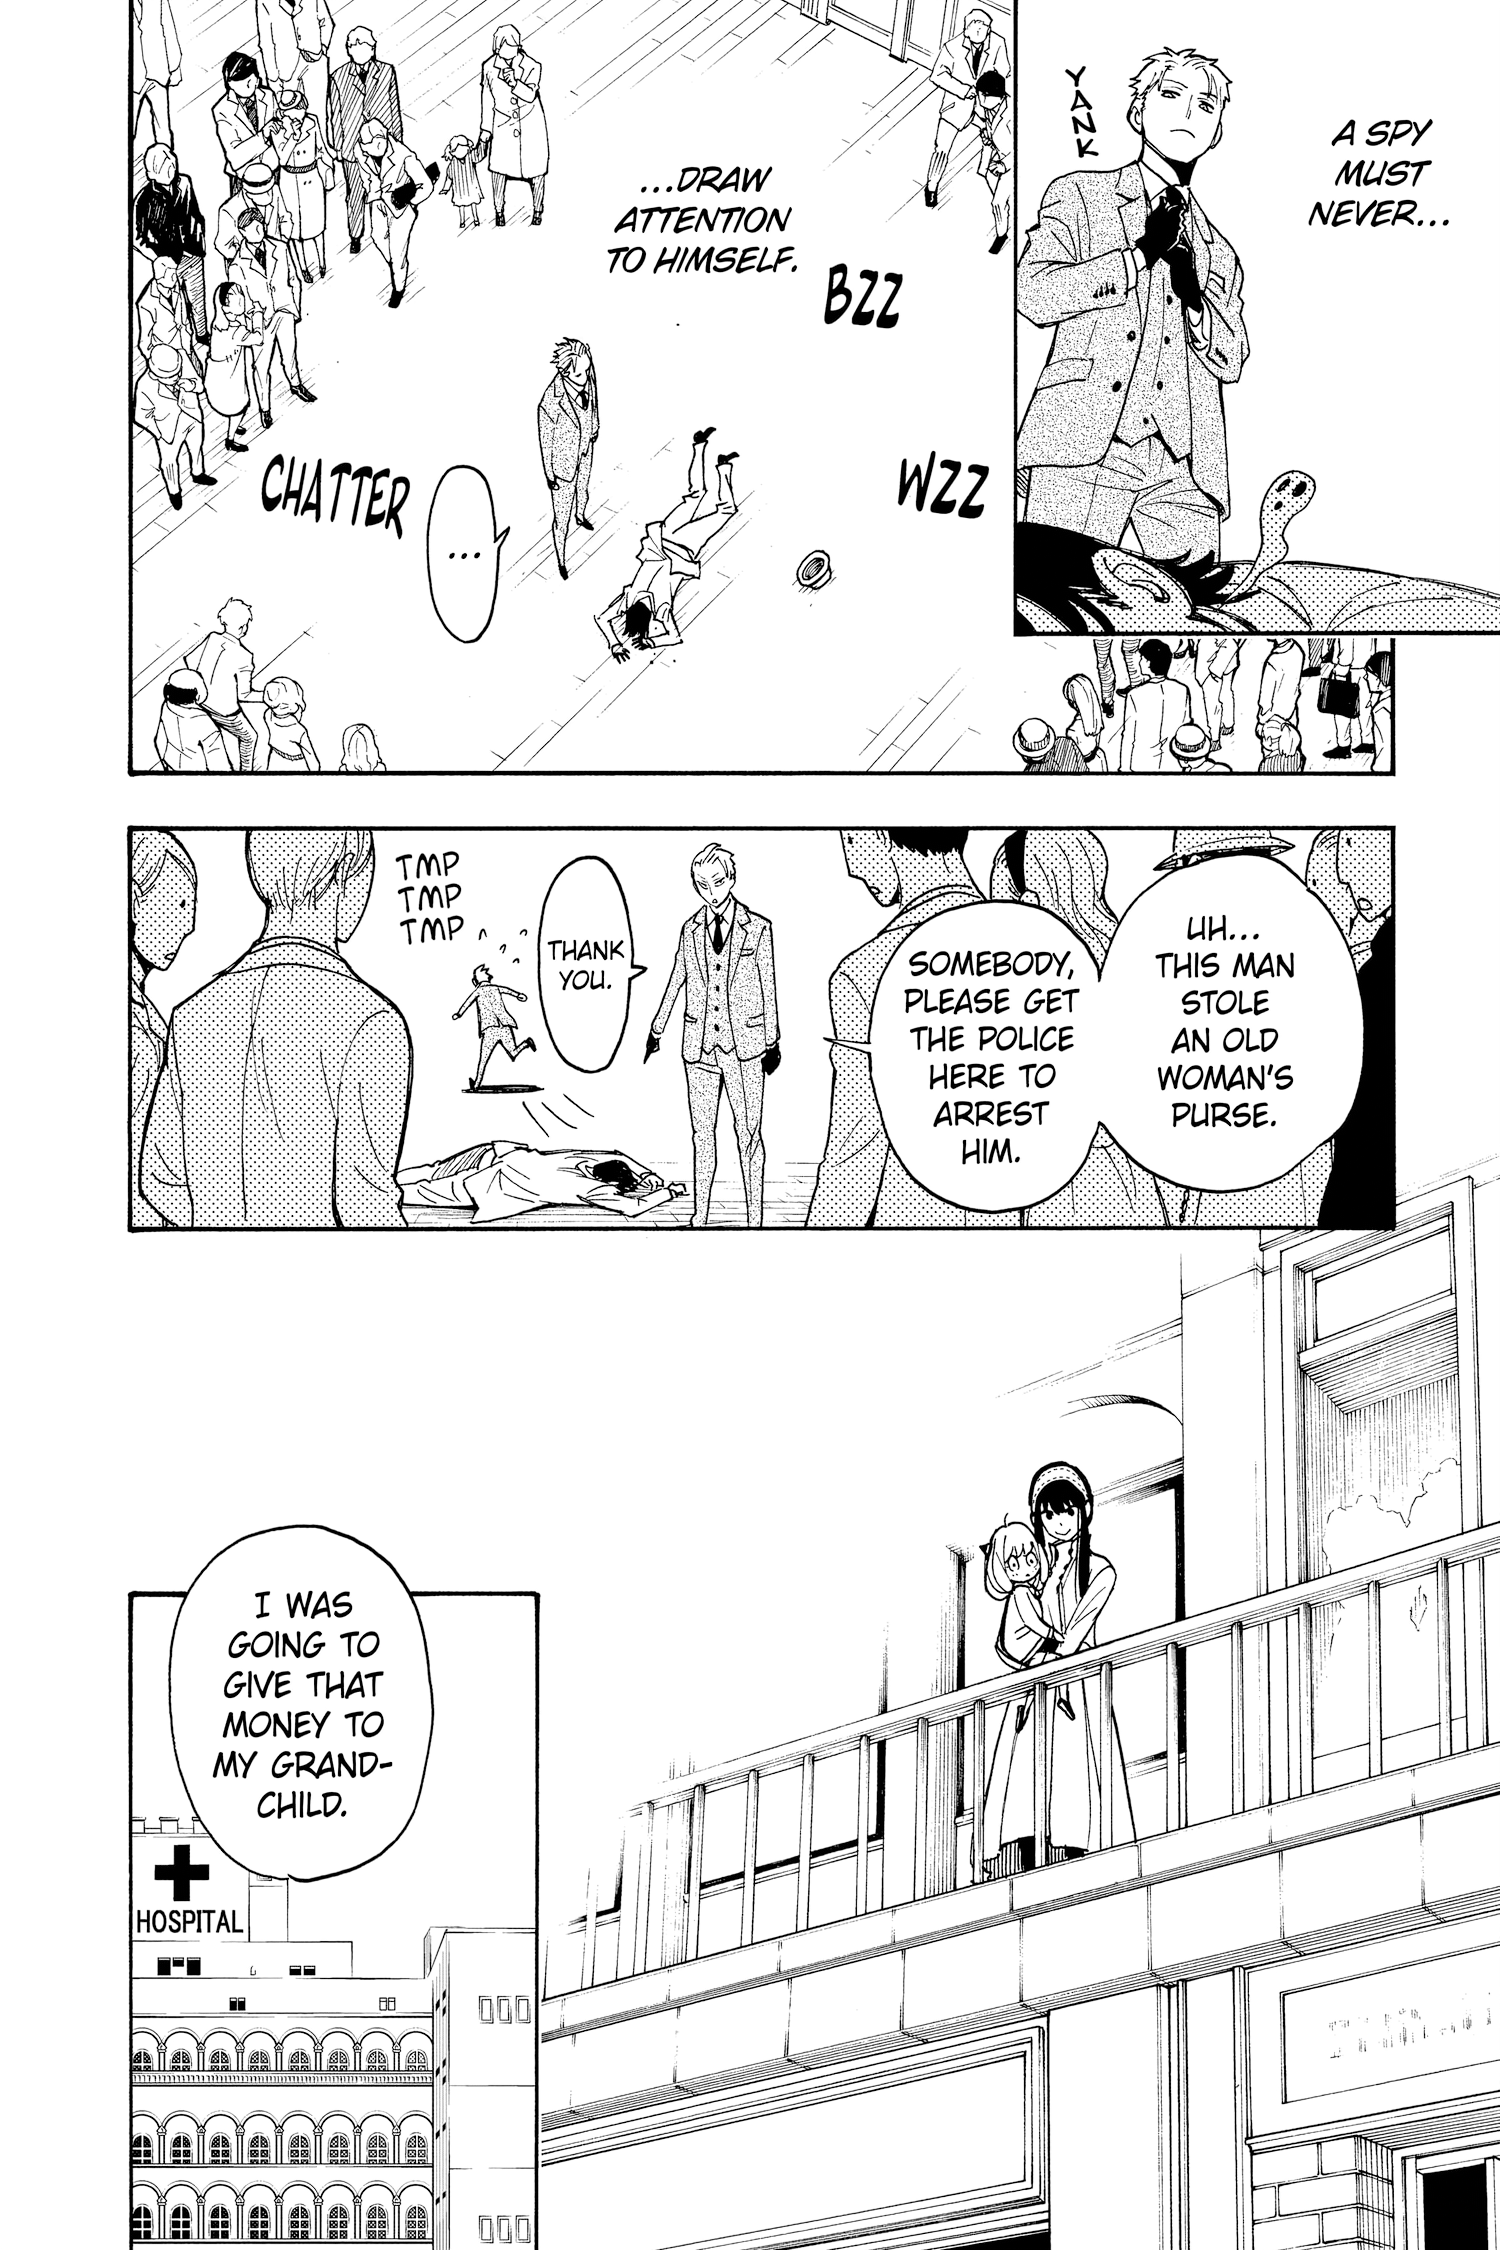 A SPY
MUST
NEVER...
YANK
...DRAW
ATTENTION
TO HIMSELF.
BZZ
WZZ
CHATTER
...
UH...
THIS MAN
STOLE
AN OLD
WOMAN'S
PURSE.
SOMEBODY,
PLEASE GET
THE POLICE
HERE TO
ARREST
HIM.
THANK
YOU.
TMP
TMP
TMP
I WAS
GOING TO
GIVE THAT
MONEY TO
MY GRAND-
CHILD.
HOSPITAL